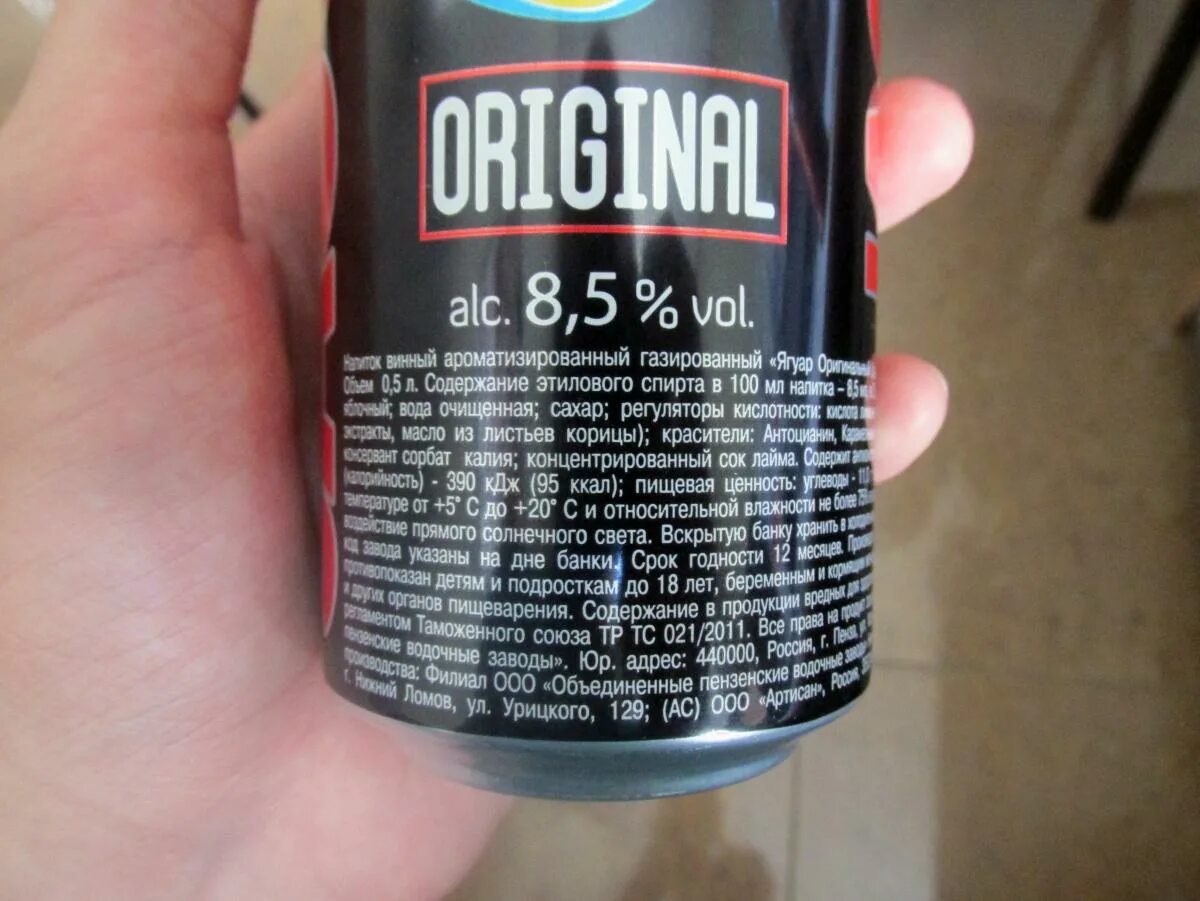 ORIGINAL
alc. 8,5 % vol.
Напиток винный ароматизированный газированный «Ягуар Оригинальный
Объем 0,5 л. Содержание этилового спирта в 100 мл напитка – 8,5
яблочный; вода очищенная; сахар; регуляторы кислотности: кислота
экстракты, масло из листьев корицы); красители: Антоцианин,
консервант сорбат калия; концентрированный сок лайма. Содержит
(калорийность) - 390 кДж (95 ккал); пищевая ценность: углеводы -
температуре от +5° С до +20° С и относительной влажности не более 75%
воздействие прямого солнечного света. Вскрытую банку хранить в
код завода указаны на дне банки. Срок годности 12 месяцев.
противопоказан детям и подросткам до 18 лет, беременным и кормящим
и других органов пищеварения. Содержание в продукции вредных для
регламентом Таможенного союза ТР ТС 021/2011. Все права на продукт
пензенские водочные заводы». Юр. адрес: 440000, Россия, г. Пенза, ул.
производства: Филиал ООО «Объединенные пензенские водочные заводы
г. Нижний Ломов, ул. Урицкого, 129; (АС) ООО «Артисан», Россия,